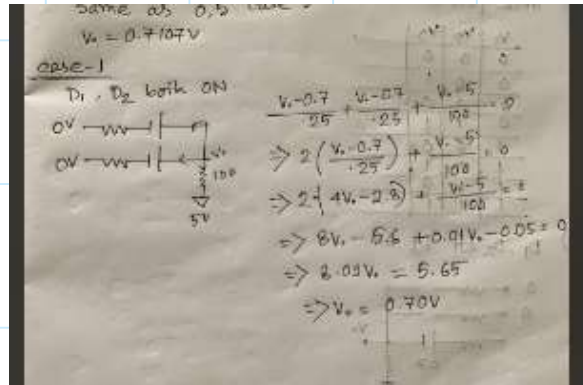 same as 0,5 case
V₀ = 0.7107V
case-1
D₁, D₂ both ON
0V
0V
V₀
100
5V
(V₀-0.7)/.25 + (V₀-0.7)/.25 + (V₀-5)/100 = 0
=> 2((V₀-0.7)/.25) + (V₀-5)/100 = 0
=> 2(4V₀-2.8) + (V₀-5)/100 = 0
=> 8V₀ - 5.6 + 0.01V₀ - 0.05 = 0
=> 8.01V₀ = 5.65
=> V₀ = 0.70V